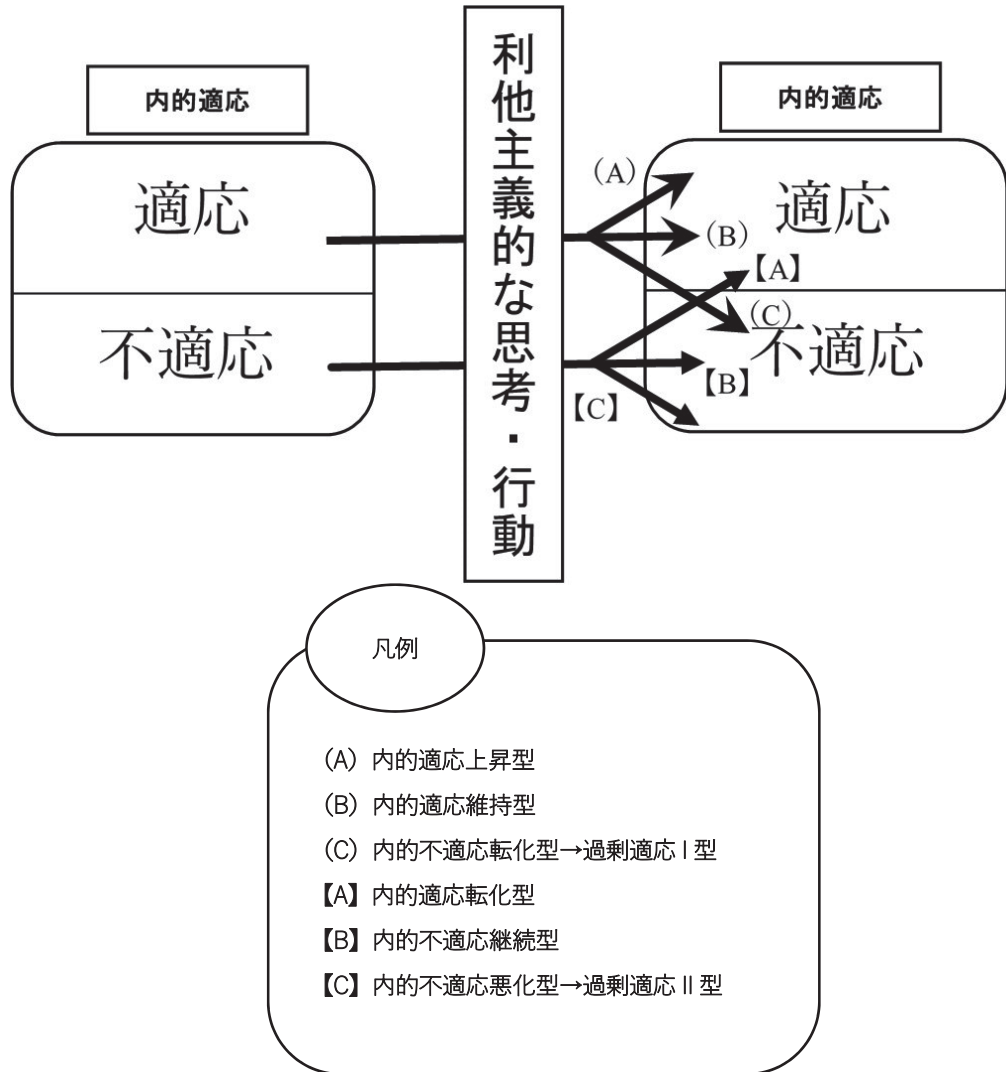 内的適応
適応
不適応
利他主義的な思考・行動
内的適応
適応
不適応
(A)
(B)
(C)
【A】
【B】
【C】
凡例
(A) 内的適応上昇型
(B) 内的適応維持型
(C) 内的不適応転化型→過剰適応Ⅰ型
【A】内的適応転化型
【B】内的不適応継続型
【C】内的不適応悪化型→過剰適応Ⅱ型